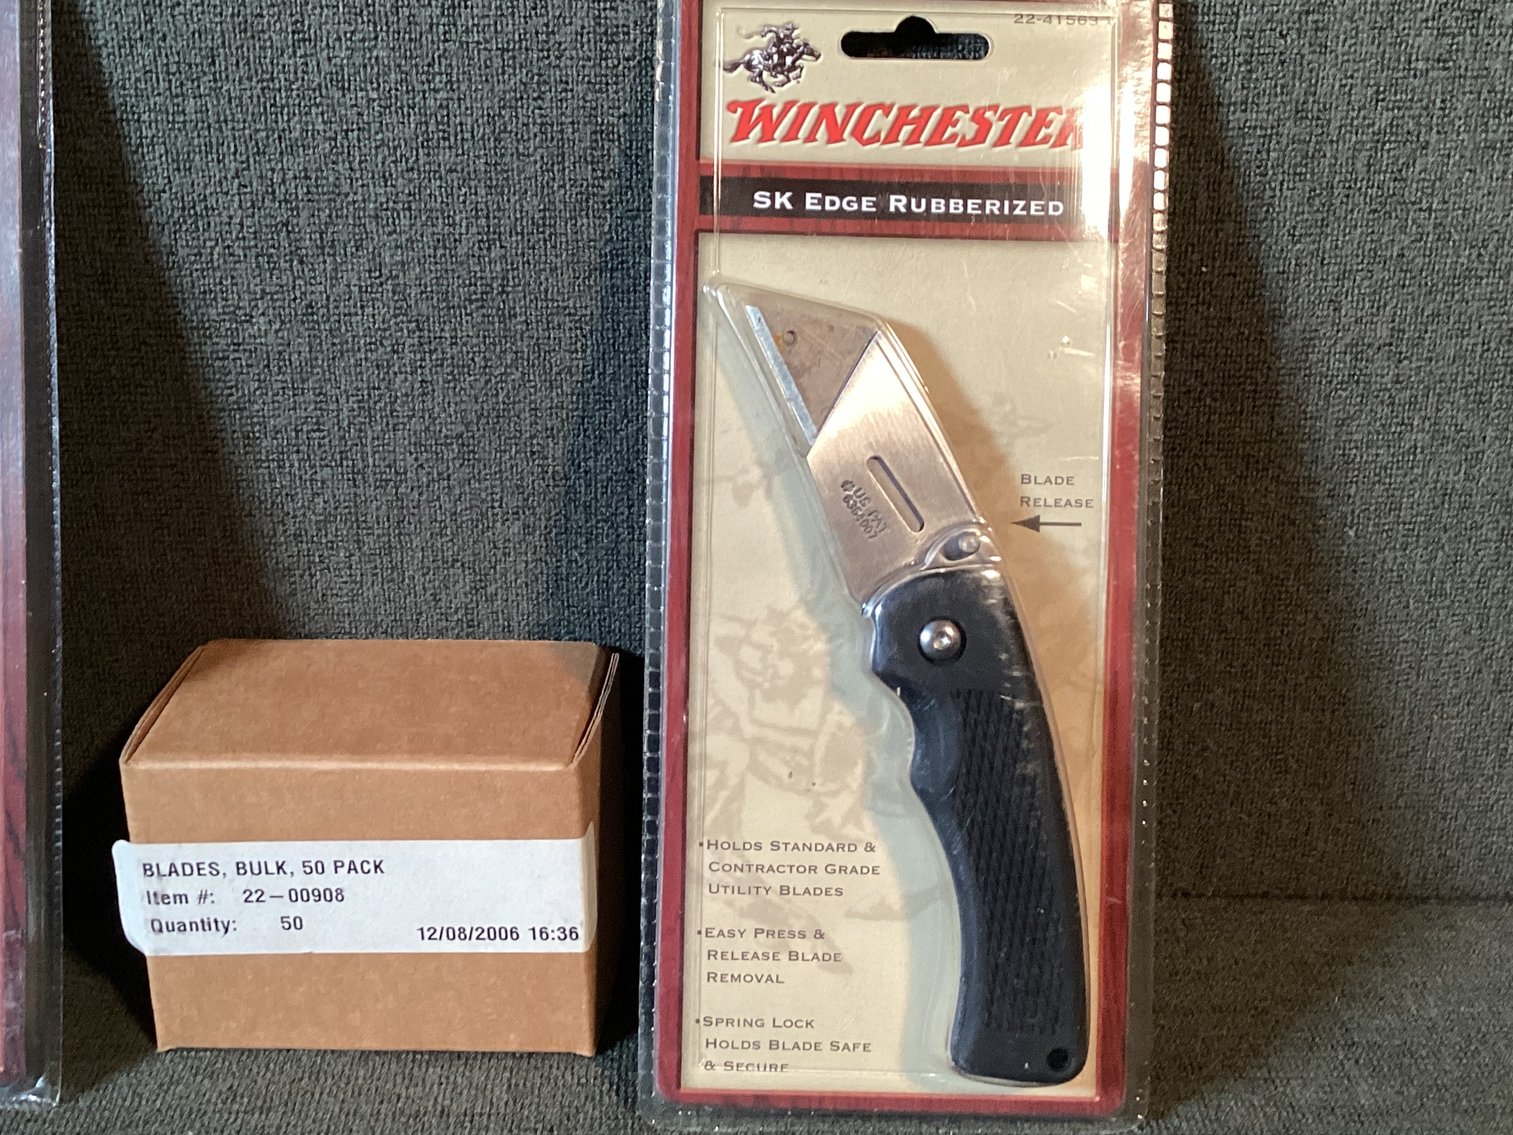 22-41563
WINCHESTER
SK EDGE RUBBERIZED
BLADE
RELEASE
US PAT
•HOLDS STANDARD &
CONTRACTOR GRADE
UTILITY BLADES
•EASY PRESS &
RELEASE BLADE
REMOVAL
•SPRING LOCK
HOLDS BLADE SAFE
& SECURE
BLADES, BULK, 50 PACK
Item #: 22-00908
Quantity: 50
12/08/2006 16:36